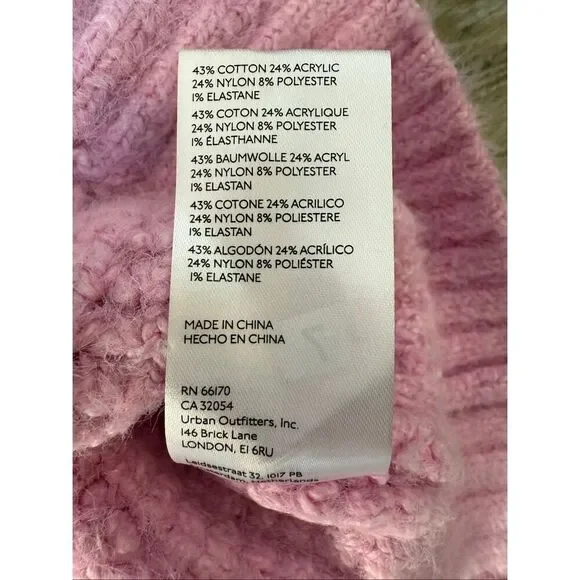 43% COTTON 24% ACRYLIC
24% NYLON 8% POLYESTER
1% ELASTANE
43% COTON 24% ACRYLIQUE
24% NYLON 8% POLYESTER
1% ÉLASTHANNE
43% BAUMWOLLE 24% ACRYL
24% NYLON 8% POLYESTER
1% ELASTAN
43% COTONE 24% ACRILICO
24% NYLON 8% POLIESTERE
1% ELASTAN
43% ALGODÓN 24% ACRÍLICO
24% NYLON 8% POLIÉSTER
1% ELASTANE
MADE IN CHINA
HECHO EN CHINA
RN 66170
CA 32054
Urban Outfitters, Inc.
146 Brick Lane
LONDON, E1 6RU
Leidsestraat 32, 1017 PB
Netherlands